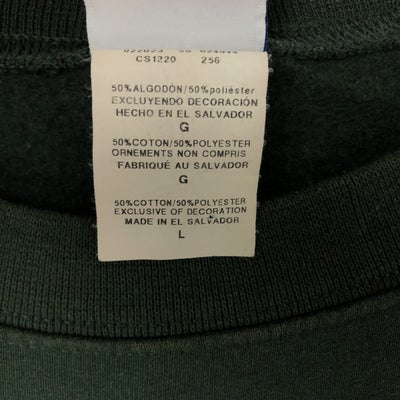 CS1220 256
50%ALGODÓN/50%poliéster
EXCLUYENDO DECORACIÓN
HECHO EN EL SALVADOR
G
50%COTON/50%POLYESTER
ORNEMENTS NON COMPRIS
FABRIQUÉ AU SALVADOR
G
50%COTTON/50%POLYESTER
EXCLUSIVE OF DECORATION
MADE IN EL SALVADOR
L